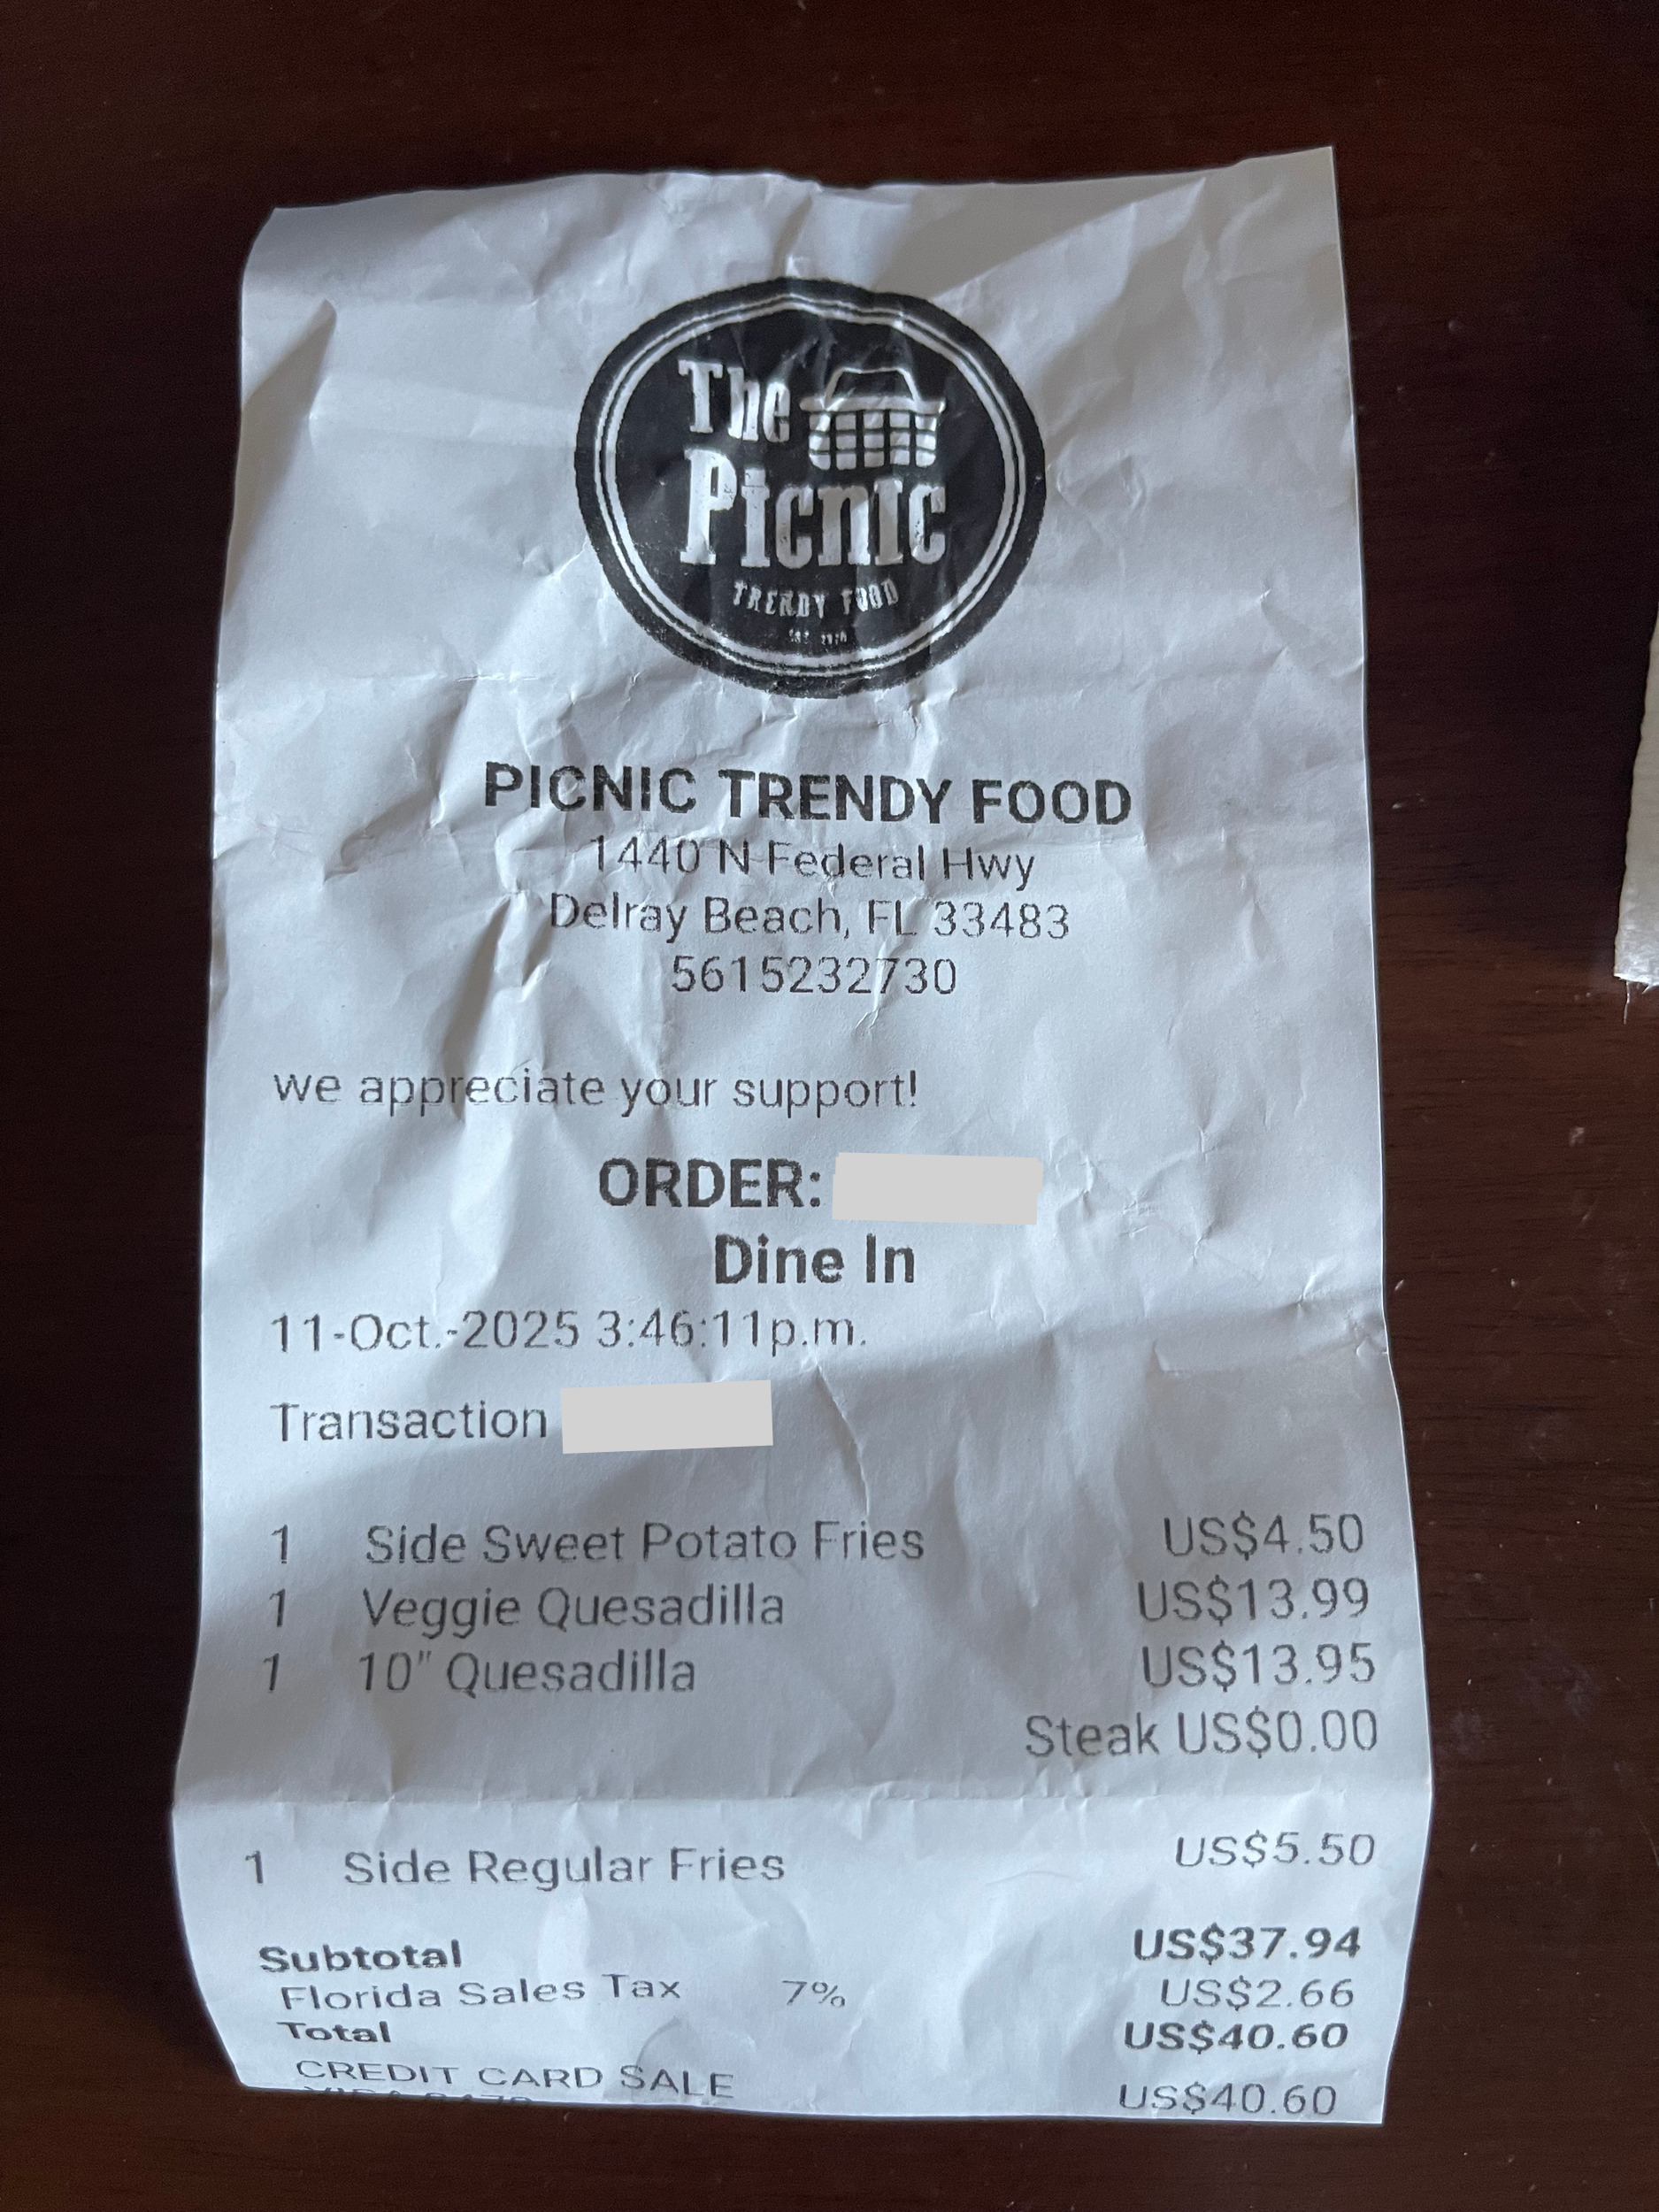 The
Picnic
TRENDY FOOD
PICNIC TRENDY FOOD
1440 N Federal Hwy
Delray Beach, FL 33483
5615232730
we appreciate your support!
ORDER:
Dine In
11-Oct.-2025 3:46:11p.m.
Transaction
1 Side Sweet Potato Fries US$4.50
1 Veggie Quesadilla US$13.99
1 10" Quesadilla US$13.95
Steak US$0.00
1 Side Regular Fries US$5.50
Subtotal US$37.94
Florida Sales Tax 7% US$2.66
Total US$40.60
CREDIT CARD SALE US$40.60